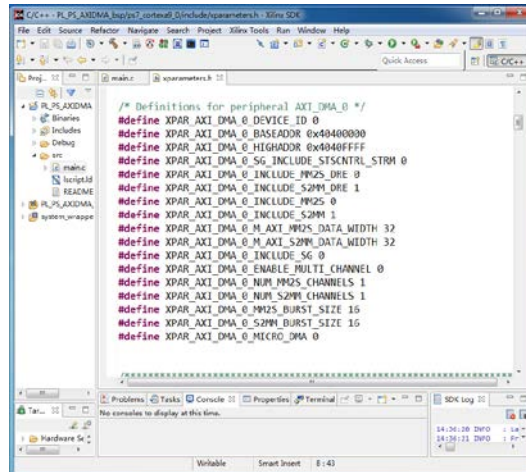 C/C++ - PL_PS_AXIDMA_bsp/ps7_cortexa9_0/include/xparameters.h - Xilinx SDK
File Edit Source Refactor Navigate Search Project Xilinx Tools Run Window Help
Quick Access
C/C++
Proj...
main.c
xparameters.h
PL_PS_AXIDMA
Binaries
Includes
Debug
src
main.c
lscript.ld
README
PL_PS_AXIDMA_
system_wrappe
/* Definitions for peripheral AXI_DMA_0 */
#define XPAR_AXI_DMA_0_DEVICE_ID 0
#define XPAR_AXI_DMA_0_BASEADDR 0x40400000
#define XPAR_AXI_DMA_0_HIGHADDR 0x4040FFFF
#define XPAR_AXI_DMA_0_SG_INCLUDE_STSCNTRL_STRM 0
#define XPAR_AXI_DMA_0_INCLUDE_MM2S_DRE 0
#define XPAR_AXI_DMA_0_INCLUDE_S2MM_DRE 1
#define XPAR_AXI_DMA_0_INCLUDE_MM2S 0
#define XPAR_AXI_DMA_0_INCLUDE_S2MM 1
#define XPAR_AXI_DMA_0_M_AXI_MM2S_DATA_WIDTH 32
#define XPAR_AXI_DMA_0_M_AXI_S2MM_DATA_WIDTH 32
#define XPAR_AXI_DMA_0_INCLUDE_SG 0
#define XPAR_AXI_DMA_0_ENABLE_MULTI_CHANNEL 0
#define XPAR_AXI_DMA_0_NUM_MM2S_CHANNELS 1
#define XPAR_AXI_DMA_0_NUM_S2MM_CHANNELS 1
#define XPAR_AXI_DMA_0_MM2S_BURST_SIZE 16
#define XPAR_AXI_DMA_0_S2MM_BURST_SIZE 16
#define XPAR_AXI_DMA_0_MICRO_DMA 0
Tar...
Hardware Se
Problems Tasks Console Properties Terminal
No consoles to display at this time.
SDK Log
14:36:20 INFO : La
14:36:21 INFO : Pr
Writable Smart Insert 8 : 43